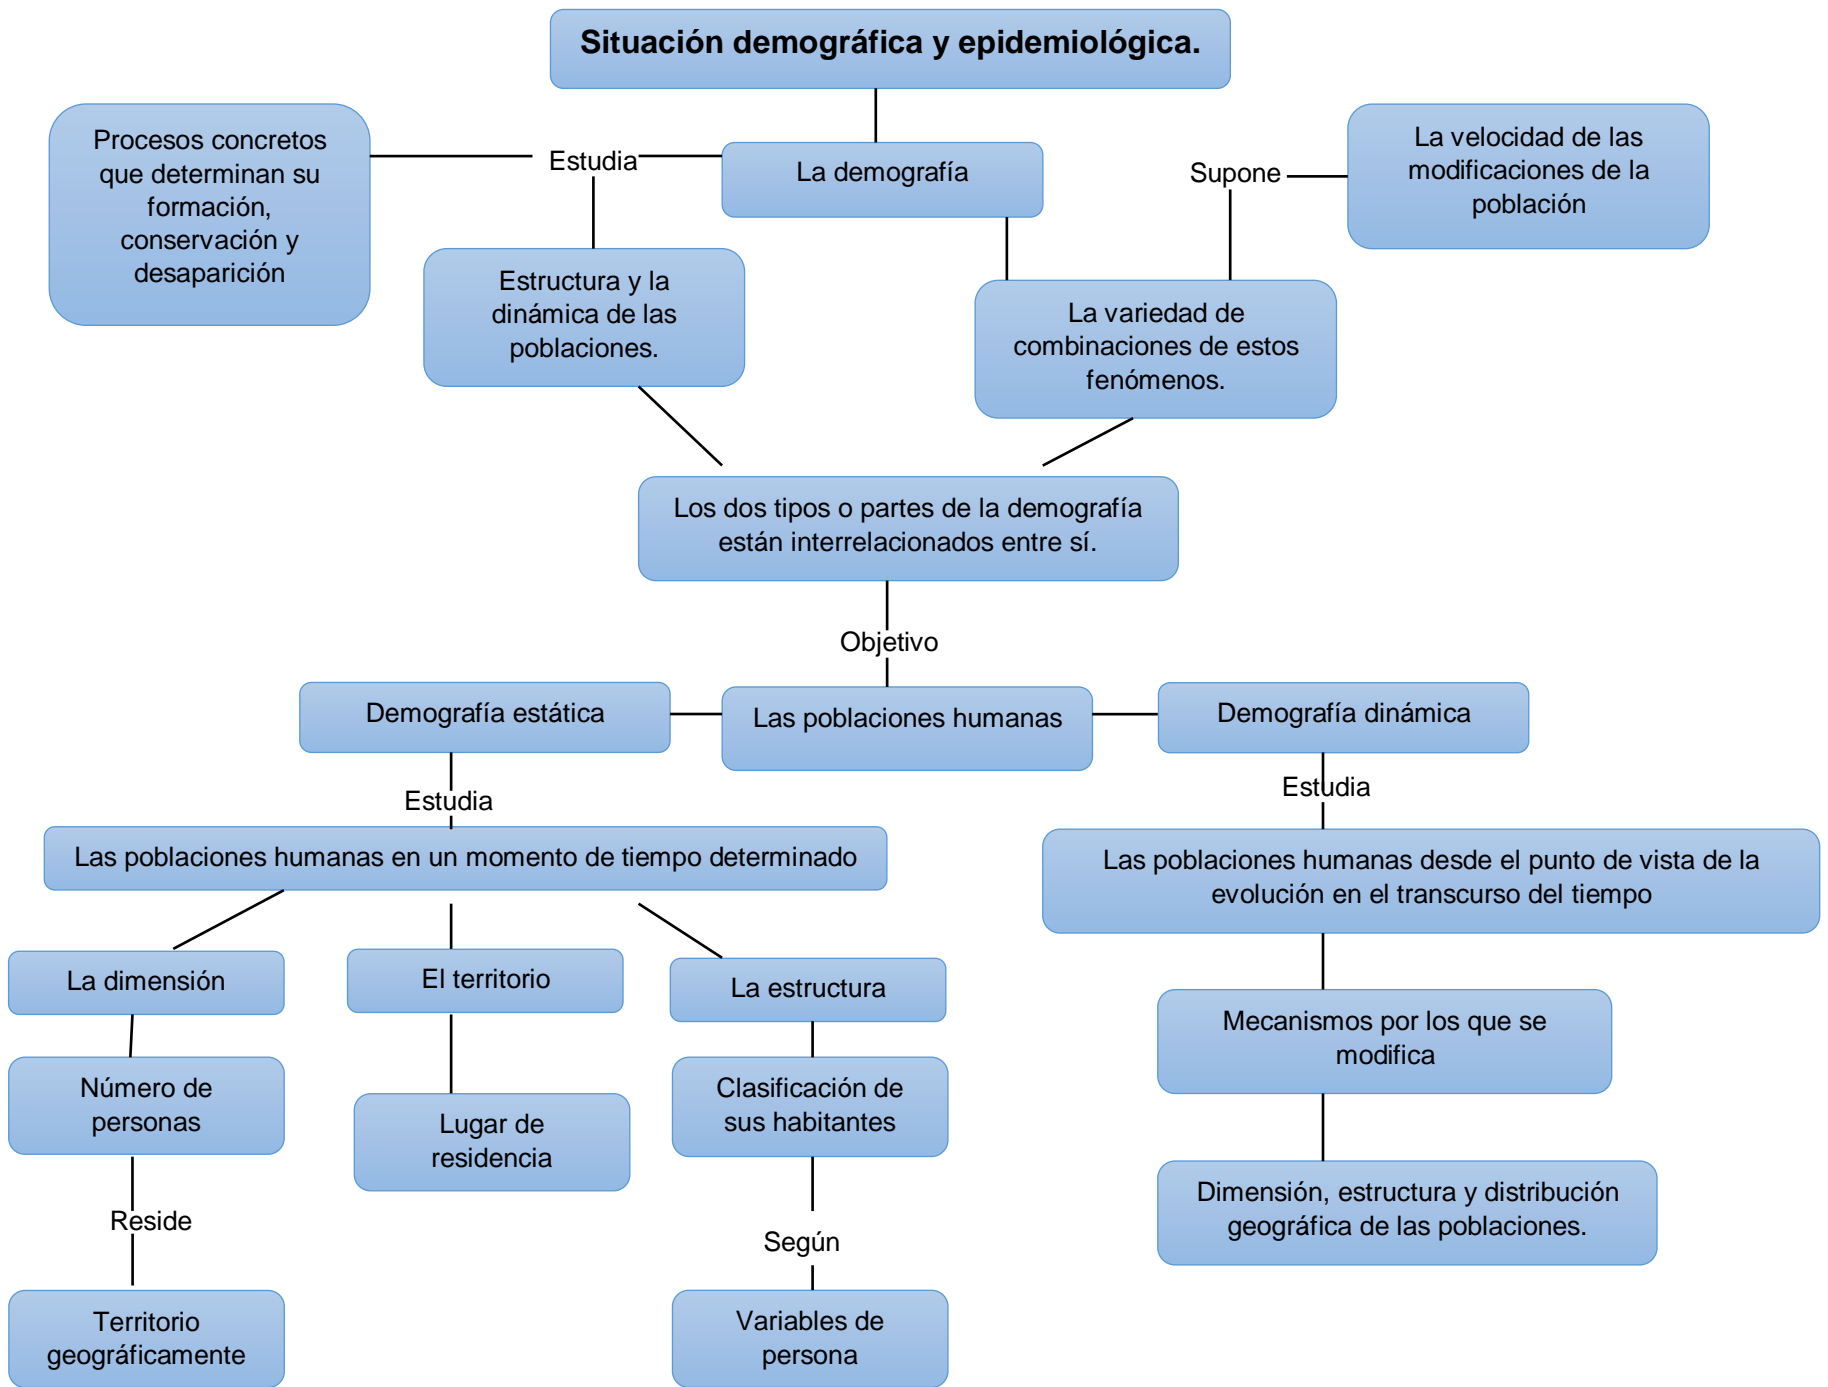 Situación demográfica y epidemiológica.
Procesos concretos
que determinan su
formación,
conservación y
desaparición
Estudia
La demografía
Supone
La velocidad de las
modificaciones de la
población
Estructura y la
dinámica de las
poblaciones.
La variedad de
combinaciones de estos
fenómenos.
Los dos tipos o partes de la demografía
están interrelacionados entre sí.
Objetivo
Demografía estática
Las poblaciones humanas
Demografía dinámica
Estudia
Estudia
Las poblaciones humanas en un momento de tiempo determinado
Las poblaciones humanas desde el punto de vista de la
evolución en el transcurso del tiempo
La dimensión
El territorio
La estructura
Mecanismos por los que se
modifica
Número de
personas
Lugar de
residencia
Clasificación de
sus habitantes
Dimensión, estructura y distribución
geográfica de las poblaciones.
Reside
Según
Territorio
geográficamente
Variables de
persona